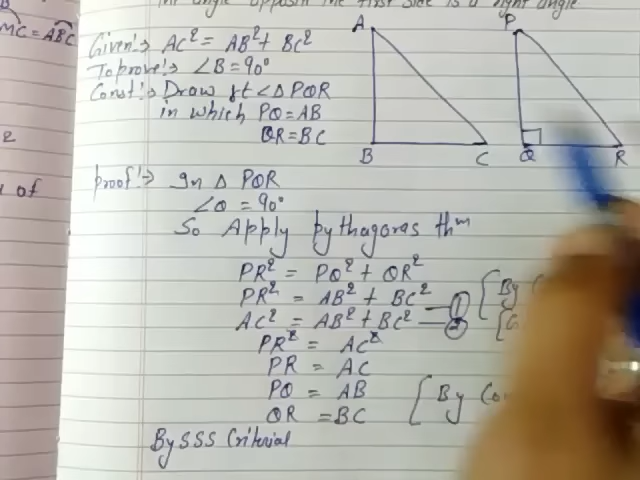 the angle opposite the first side is a right angle
Given:→ AC² = AB² + BC²
To prove:→ ∠B = 90°
Const:→ Draw rt ∠ Δ PQR
in which PQ = AB
QR = BC
A
B
C
P
Q
R
proof:→ In Δ PQR
∠Q = 90°
So Apply pythagoras thm
PR² = PQ² + QR²
PR² = AB² + BC² — ① [By
AC² = AB² + BC² — ②
PR² = AC²
PR = AC
PQ = AB
QR = BC [By Con
By SSS Criterial
MC = ABC
2
of